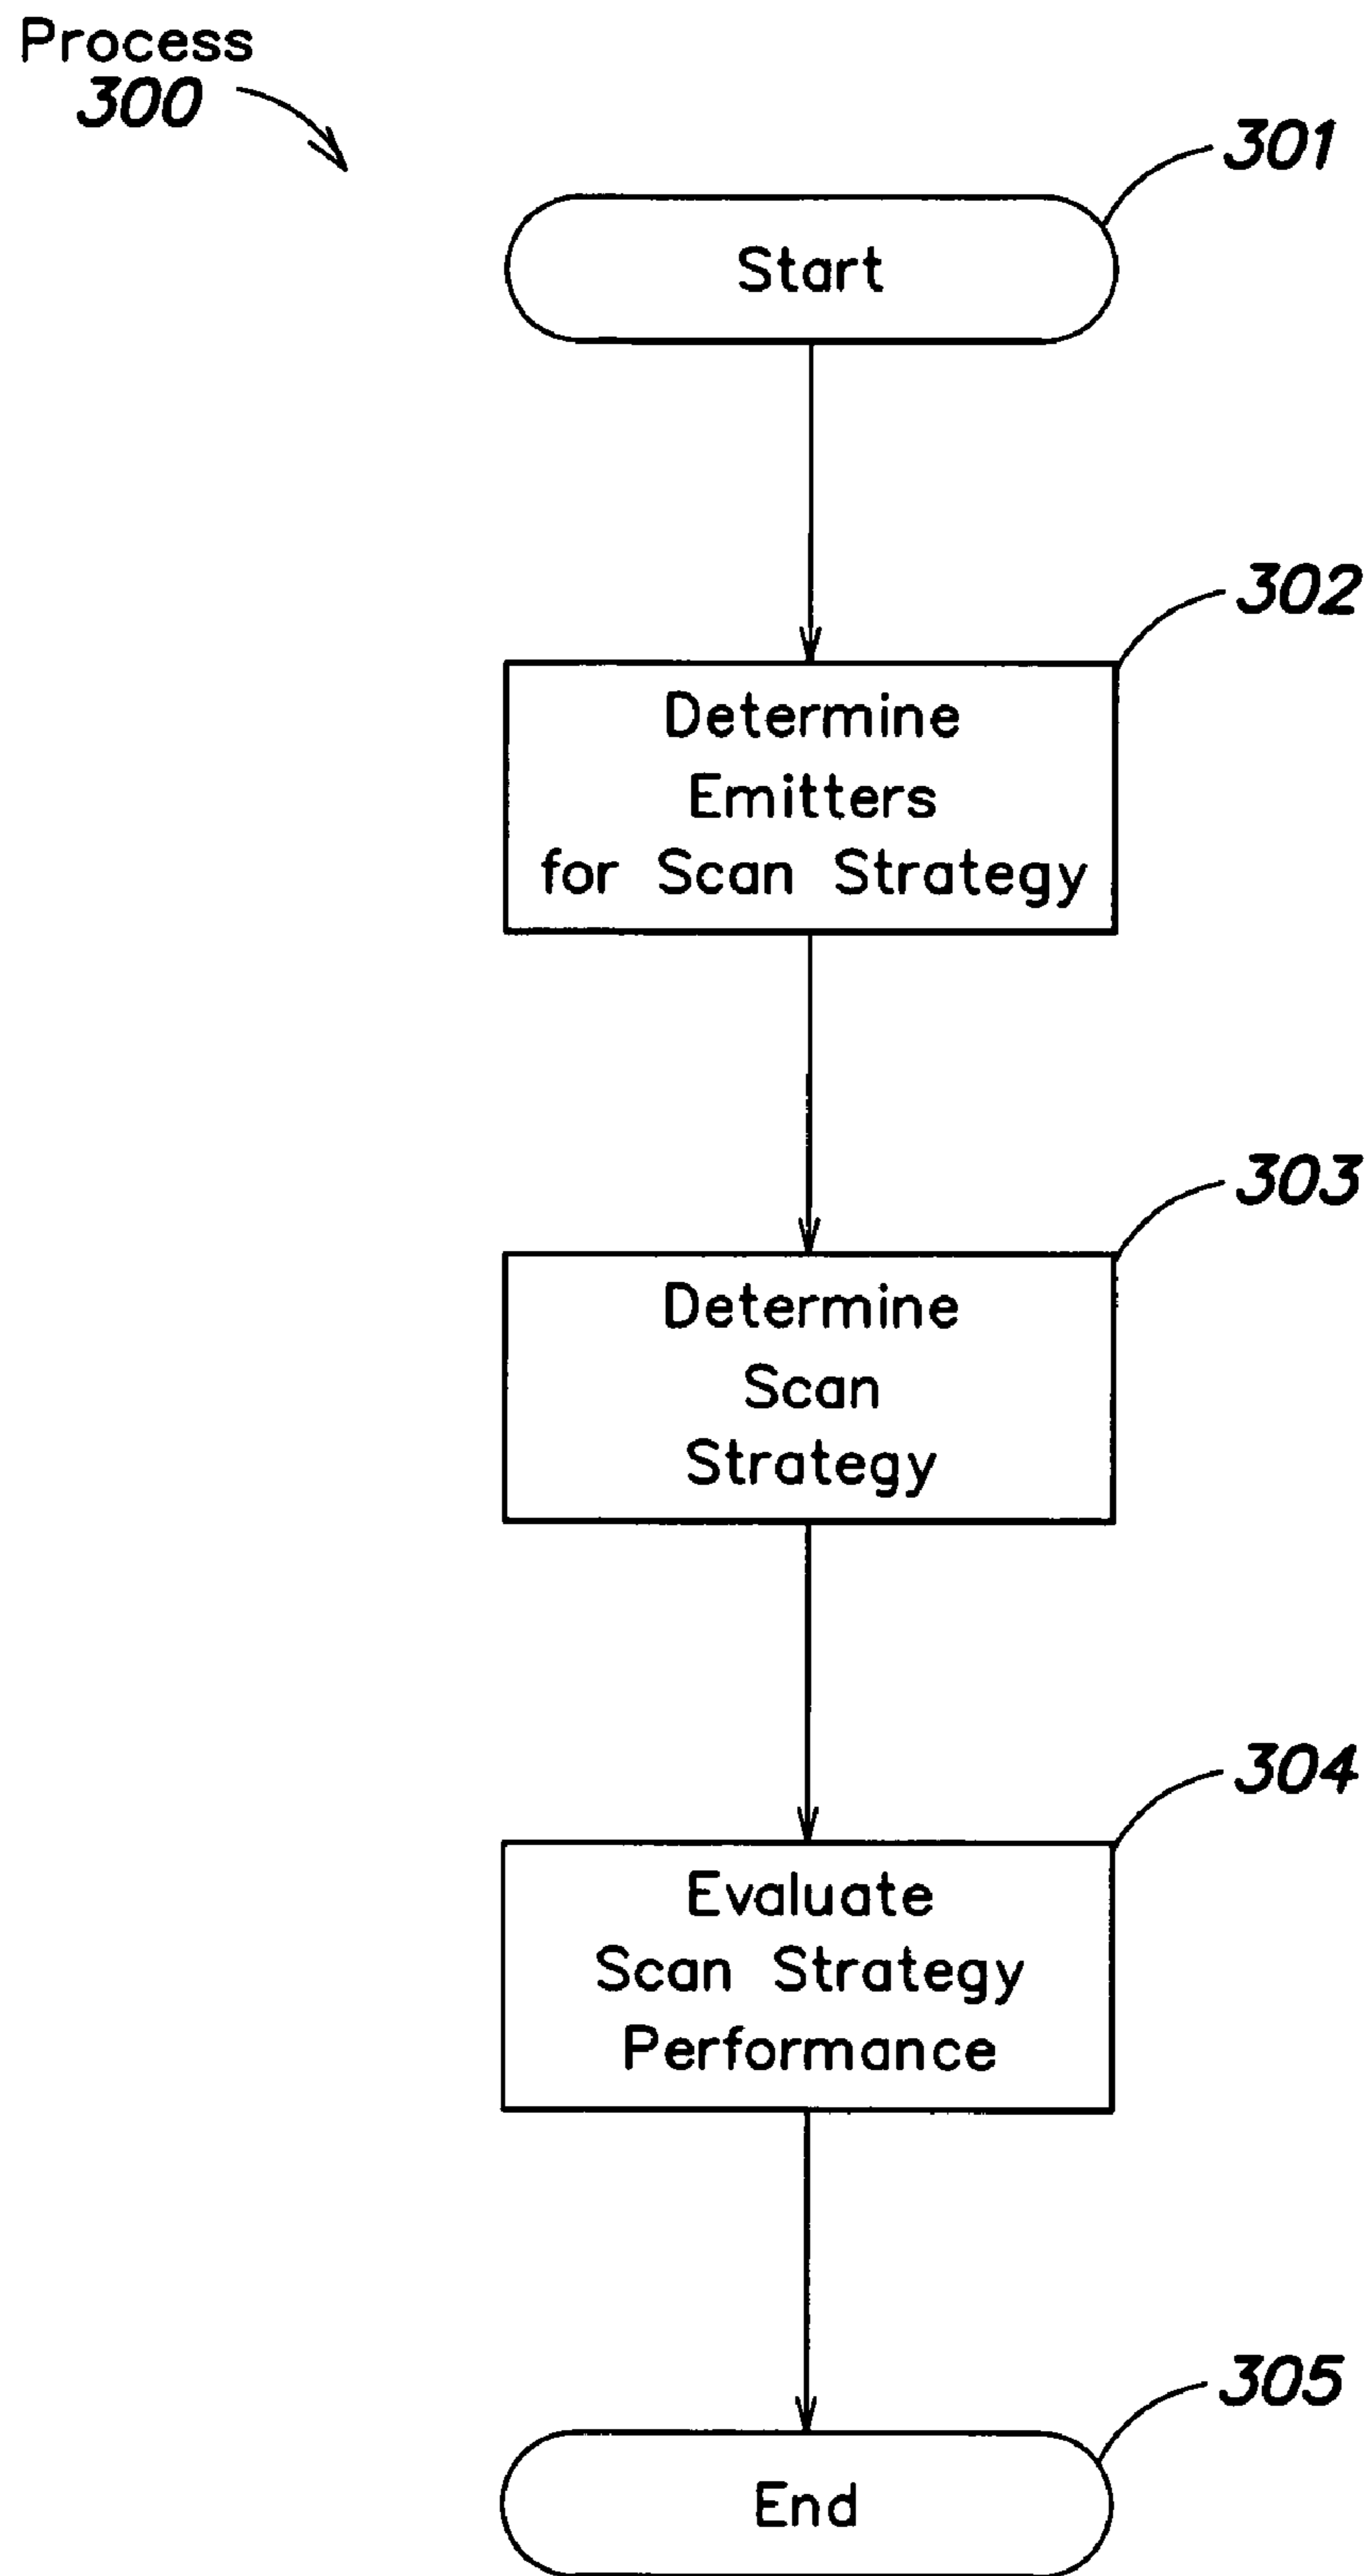 Process
300
301
Start
302
Determine
Emitters
for Scan Strategy
303
Determine
Scan
Strategy
304
Evaluate
Scan Strategy
Performance
305
End